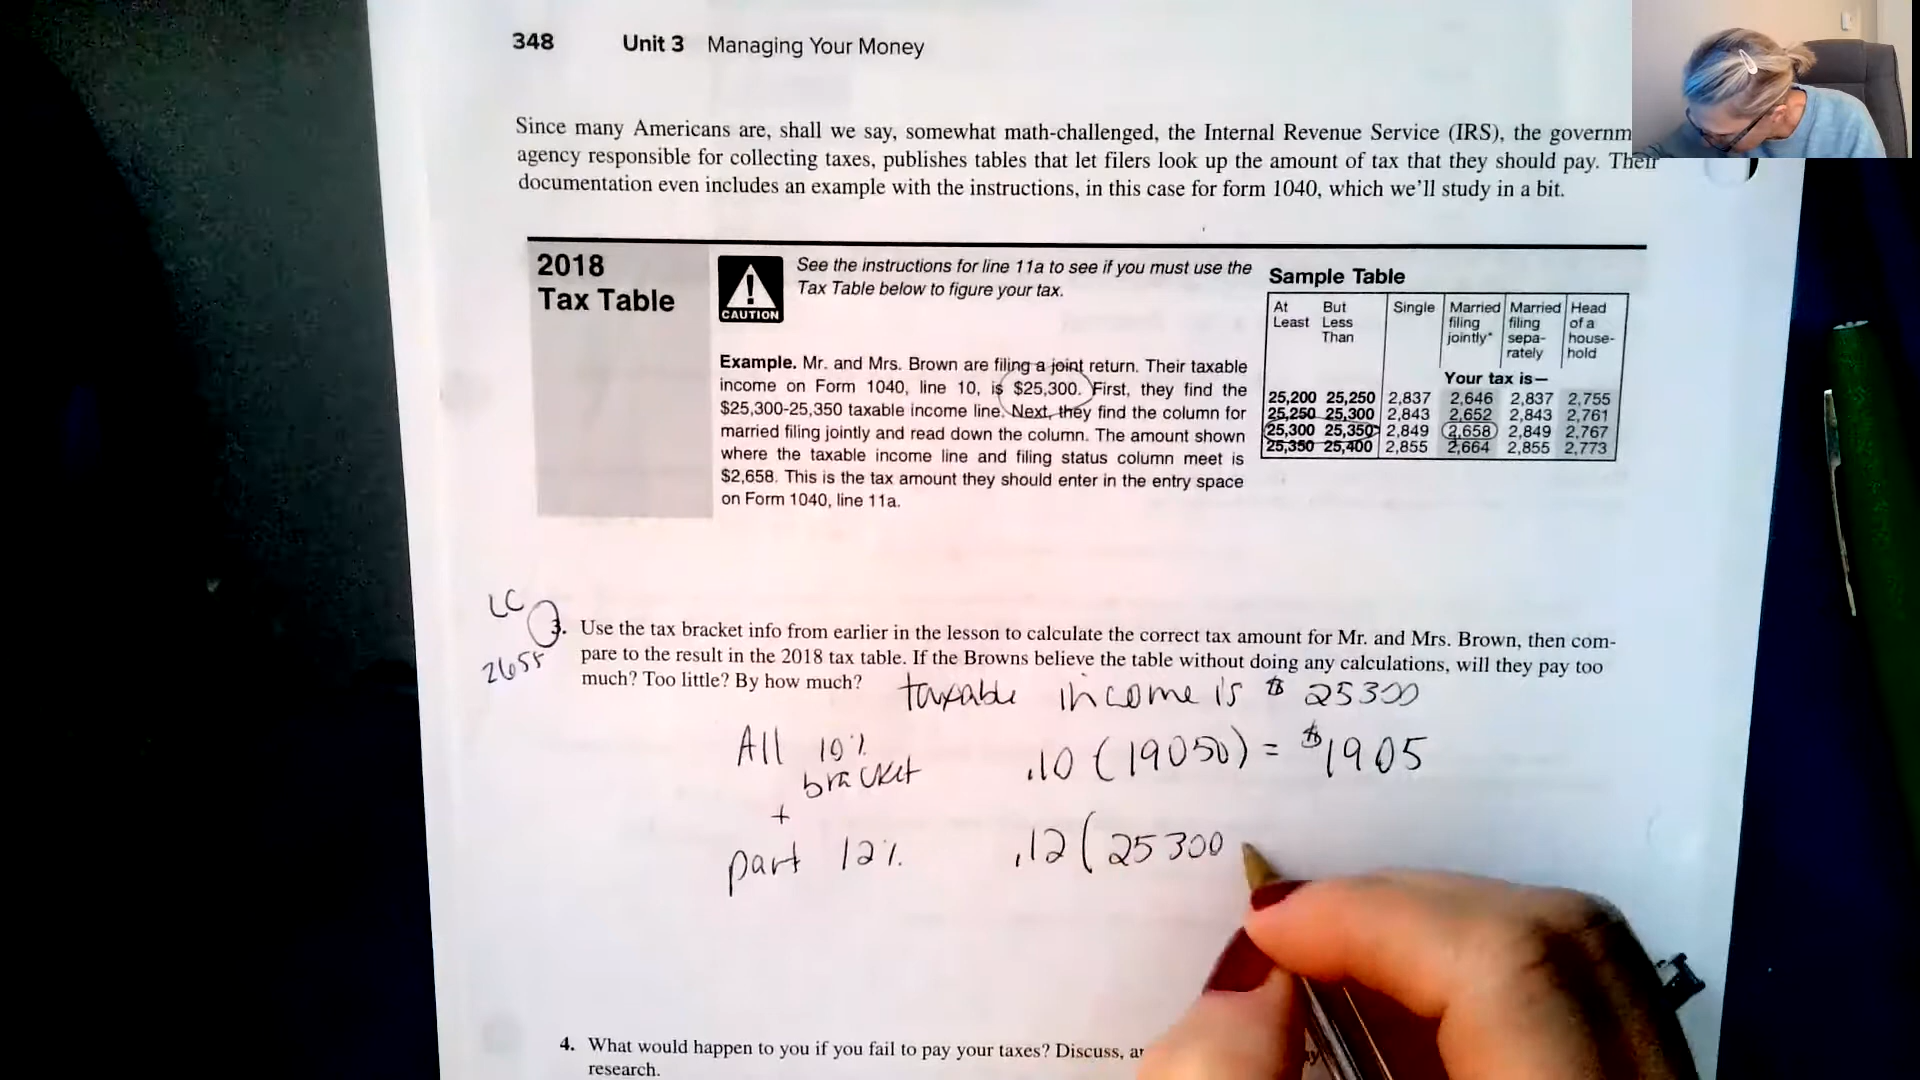 348 Unit 3 Managing Your Money
Since many Americans are, shall we say, somewhat math-challenged, the Internal Revenue Service (IRS), the governm
agency responsible for collecting taxes, publishes tables that let filers look up the amount of tax that they should pay. Their
documentation even includes an example with the instructions, in this case for form 1040, which we'll study in a bit.
2018
Tax Table
CAUTION
See the instructions for line 11a to see if you must use the
Tax Table below to figure your tax.
Example. Mr. and Mrs. Brown are filing a joint return. Their taxable
income on Form 1040, line 10, is $25,300. First, they find the
$25,300-25,350 taxable income line. Next, they find the column for
married filing jointly and read down the column. The amount shown
where the taxable income line and filing status column meet is
$2,658. This is the tax amount they should enter in the entry space
on Form 1040, line 11a.
Sample Table
At But Single Married Married Head
Least Less filing filing of a
Than jointly* sepa- house-
rately hold
Your tax is—
25,200 25,250 2,837 2,646 2,837 2,755
25,250 25,300 2,843 2,652 2,843 2,761
25,300 25,350 2,849 2,658 2,849 2,767
25,350 25,400 2,855 2,664 2,855 2,773
LC
3. Use the tax bracket info from earlier in the lesson to calculate the correct tax amount for Mr. and Mrs. Brown, then com-
pare to the result in the 2018 tax table. If the Browns believe the table without doing any calculations, will they pay too
much? Too little? By how much?
taxable income is $ 25300
All 10% .10 (19050) = $1905
bracket
+
part 12% .12 ( 25300
4. What would happen to you if you fail to pay your taxes? Discuss,
research.